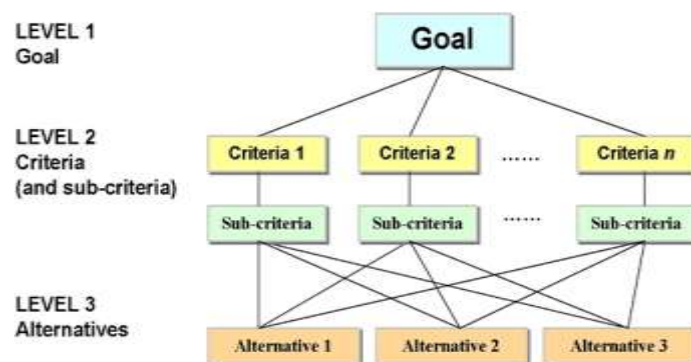 LEVEL 1
Goal
Goal
LEVEL 2
Criteria
(and sub-criteria)
Criteria 1
Criteria 2
......
Criteria n
Sub-criteria
Sub-criteria
......
Sub-criteria
LEVEL 3
Alternatives
Alternative 1
Alternative 2
Alternative 3